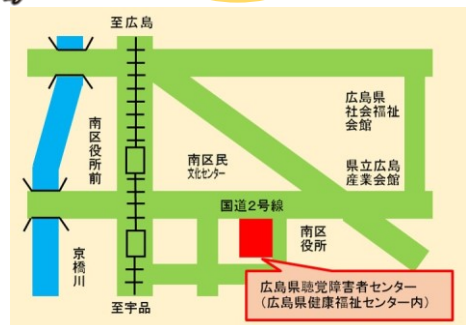 至広島
広島県
社会福祉
会館
南区役所前
南区民
文化センター
県立広島
産業会館
国道2号線
南区
役所
京橋川
広島県聴覚障害者センター
（広島県健康福祉センター内）
至宇品